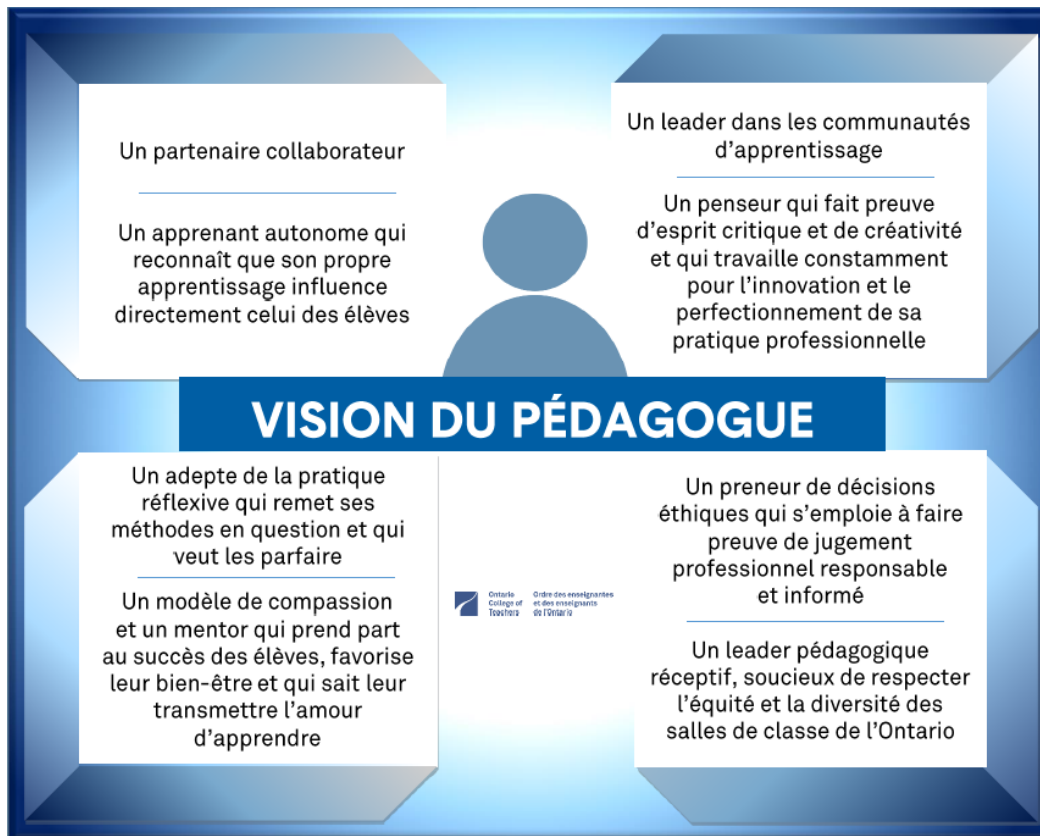 Un partenaire collaborateur
Un apprenant autonome qui
reconnaît que son propre
apprentissage influence
directement celui des élèves
Un leader dans les communautés
d'apprentissage
Un penseur qui fait preuve
d'esprit critique et de créativité
et qui travaille constamment
pour l'innovation et le
perfectionnement de sa
pratique professionnelle
VISION DU PÉDAGOGUE
Un adepte de la pratique
réflexive qui remet ses
méthodes en question et qui
veut les parfaire
Un modèle de compassion
et un mentor qui prend part
au succès des élèves, favorise
leur bien-être et qui sait leur
transmettre l'amour
d'apprendre
Ontario
College of
Teachers
Ordre des enseignantes
et des enseignants
de l'Ontario
Un preneur de décisions
éthiques qui s'emploie à faire
preuve de jugement
professionnel responsable
et informé
Un leader pédagogique
réceptif, soucieux de respecter
l'équité et la diversité des
salles de classe de l'Ontario